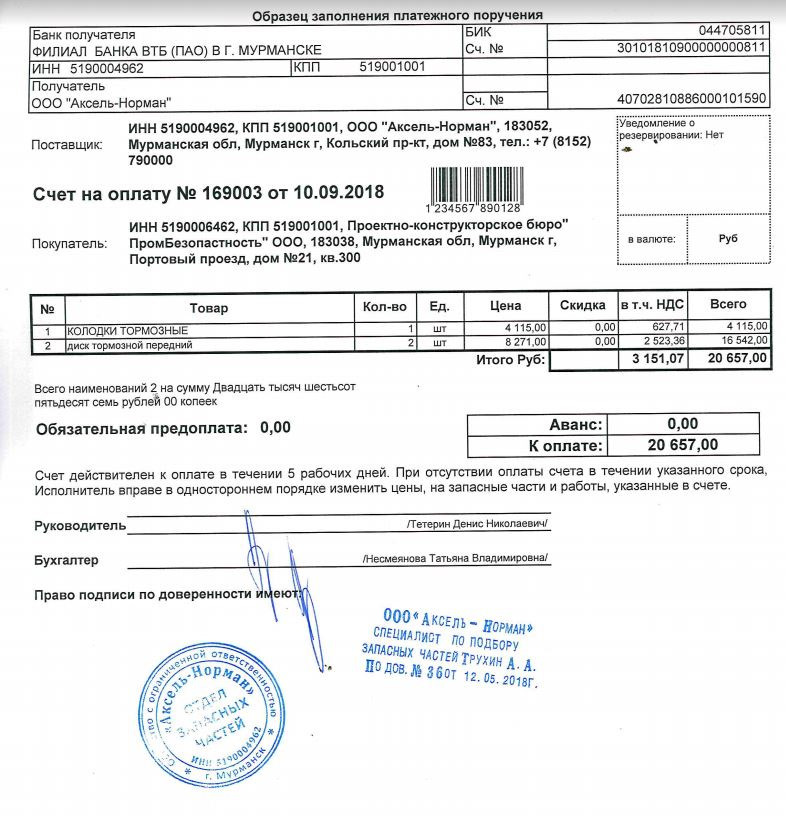 Образец заполнения платежного поручения
Банк получателя
ФИЛИАЛ БАНКА ВТБ (ПАО) В Г. МУРМАНСКЕ
БИК 044705811
Сч. № 30101810900000000811
ИНН 5190004962 КПП 519001001
Получатель
ООО "Аксель-Норман"
Сч. № 40702810886000101590
Поставщик: ИНН 5190004962, КПП 519001001, ООО "Аксель-Норман", 183052,
Мурманская обл, Мурманск г, Кольский пр-кт, дом №83, тел.: +7 (8152)
790000
Уведомление о
резервировании: Нет
Счет на оплату № 169003 от 10.09.2018
1 234567 890128
Покупатель: ИНН 5190006462, КПП 519001001, Проектно-конструкторское бюро"
ПромБезопастность" ООО, 183038, Мурманская обл, Мурманск г,
Портовый проезд, дом №21, кв.300
в валюте: Руб
№ Товар Кол-во Ед. Цена Скидка в т.ч. НДС Всего
1 КОЛОДКИ ТОРМОЗНЫЕ 1 шт 4 115,00 0,00 627,71 4 115,00
2 диск тормозной передний 2 шт 8 271,00 0,00 2 523,36 16 542,00
Итого Руб: 3 151,07 20 657,00
Всего наименований 2 на сумму Двадцать тысяч шестьсот
пятьдесят семь рублей 00 копеек
Обязательная предоплата: 0,00
Аванс: 0,00
К оплате: 20 657,00
Счет действителен к оплате в течении 5 рабочих дней. При отсутствии оплаты счета в течении указанного срока,
Исполнитель вправе в одностороннем порядке изменить цены, на запасные части и работы, указанные в счете.
Руководитель /Тетерин Денис Николаевич/
Бухгалтер /Несмеянова Татьяна Владимировна/
Право подписи по доверенности имеют:
ООО "АКСЕЛЬ - НОРМАН"
СПЕЦИАЛИСТ ПО ПОДБОРУ
ЗАПАСНЫХ ЧАСТЕЙ ТРУХИН А. А.
ПО ДОВ. № 36 ОТ 12.05.2018г.
с ограниченной ответственностью
"Аксель-Норман"
ОТДЕЛ
ЗАПАСНЫХ
ЧАСТЕЙ
ИНН 5190004962
* г. Мурманск *